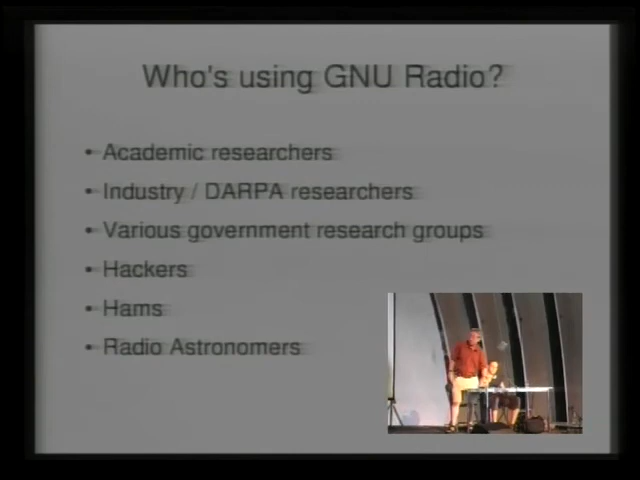 Who's using GNU Radio?
• Academic researchers
• Industry / DARPA researchers
• Various government research groups
• Hackers
• Hams
• Radio Astronomers